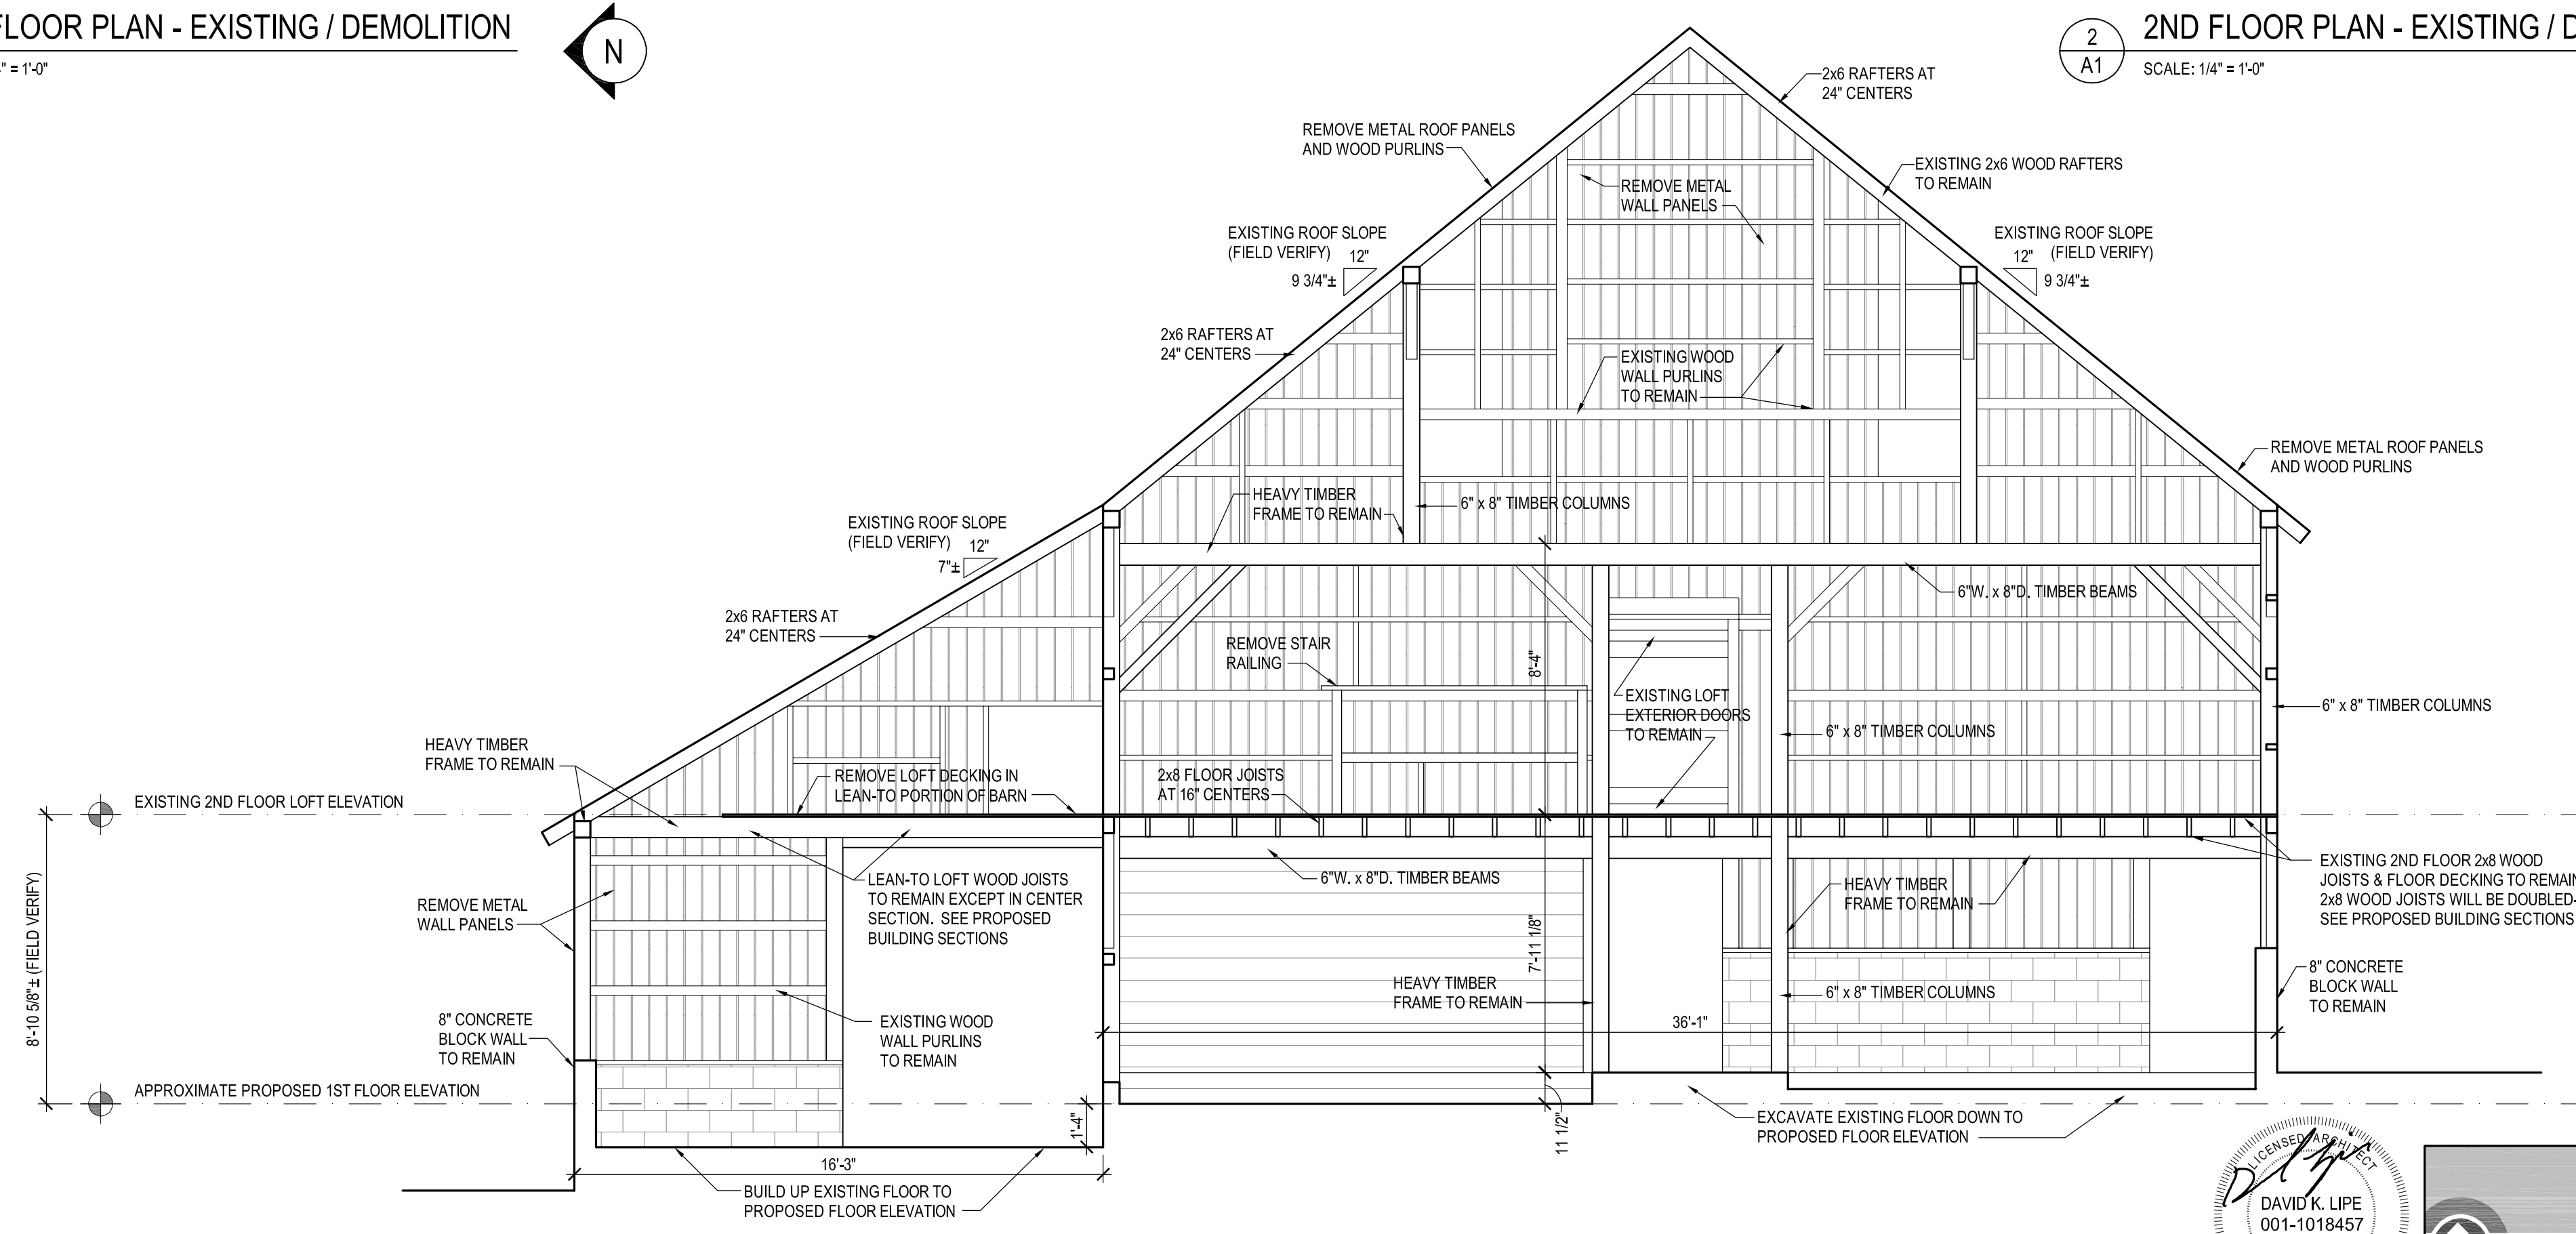 FLOOR PLAN - EXISTING / DEMOLITION
" = 1'-0"
N
2
A1
2ND FLOOR PLAN - EXISTING / D
SCALE: 1/4" = 1'-0"
2x6 RAFTERS AT
24" CENTERS
REMOVE METAL ROOF PANELS
AND WOOD PURLINS
EXISTING 2x6 WOOD RAFTERS
TO REMAIN
REMOVE METAL
WALL PANELS
EXISTING ROOF SLOPE
(FIELD VERIFY)
12"
9 3/4"±
EXISTING ROOF SLOPE
(FIELD VERIFY)
12"
9 3/4"±
2x6 RAFTERS AT
24" CENTERS
EXISTING WOOD
WALL PURLINS
TO REMAIN
REMOVE METAL ROOF PANELS
AND WOOD PURLINS
HEAVY TIMBER
FRAME TO REMAIN
6" x 8" TIMBER COLUMNS
EXISTING ROOF SLOPE
(FIELD VERIFY)
12"
7"±
6"W. x 8"D. TIMBER BEAMS
2x6 RAFTERS AT
24" CENTERS
REMOVE STAIR
RAILING
8'-4"
EXISTING LOFT
EXTERIOR DOORS
TO REMAIN
6" x 8" TIMBER COLUMNS
6" x 8" TIMBER COLUMNS
HEAVY TIMBER
FRAME TO REMAIN
REMOVE LOFT DECKING IN
LEAN-TO PORTION OF BARN
2x8 FLOOR JOISTS
AT 16" CENTERS
EXISTING 2ND FLOOR LOFT ELEVATION
LEAN-TO LOFT WOOD JOISTS
TO REMAIN EXCEPT IN CENTER
SECTION. SEE PROPOSED
BUILDING SECTIONS
6"W. x 8"D. TIMBER BEAMS
HEAVY TIMBER
FRAME TO REMAIN
EXISTING 2ND FLOOR 2x8 WOOD
JOISTS & FLOOR DECKING TO REMAIN
2x8 WOOD JOISTS WILL BE DOUBLED-
SEE PROPOSED BUILDING SECTIONS
REMOVE METAL
WALL PANELS
8'-10 5/8"± (FIELD VERIFY)
7'-11 1/8"
HEAVY TIMBER
FRAME TO REMAIN
6" x 8" TIMBER COLUMNS
8" CONCRETE
BLOCK WALL
TO REMAIN
8" CONCRETE
BLOCK WALL
TO REMAIN
EXISTING WOOD
WALL PURLINS
TO REMAIN
36'-1"
APPROXIMATE PROPOSED 1ST FLOOR ELEVATION
1'-4"
11 1/2"
EXCAVATE EXISTING FLOOR DOWN TO
PROPOSED FLOOR ELEVATION
16'-3"
BUILD UP EXISTING FLOOR TO
PROPOSED FLOOR ELEVATION
LICENSED ARCHITECT
DAVID K. LIPE
001-1018457